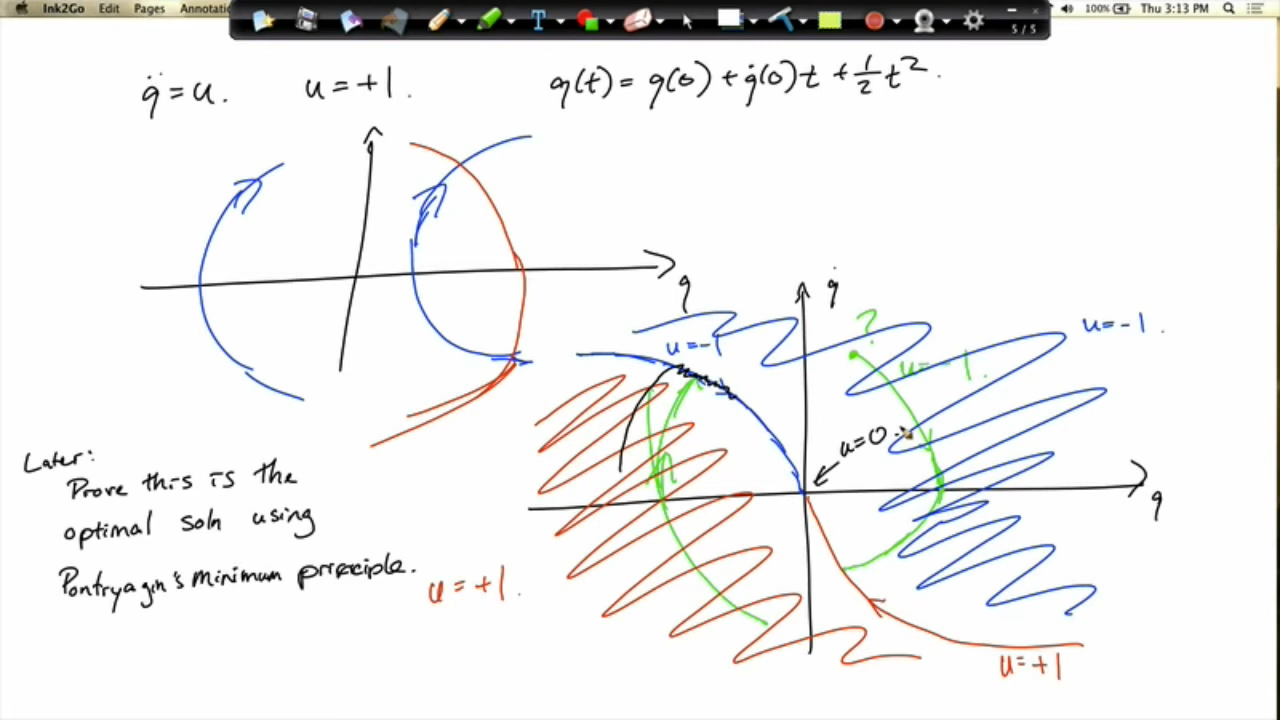 Ink2Go Edit Pages Annotatio
100% Thu 3:13 PM
5 / 5
q̈ = u. u = +1. q(t) = q(0) + q̇(0)t + ½t².
q
q̇
?
u=-1.
u=-1
u=-1.
u=0
q
Later:
Prove this is the
optimal soln using
Pontryagin's minimum principle.
u = +1.
u=+1